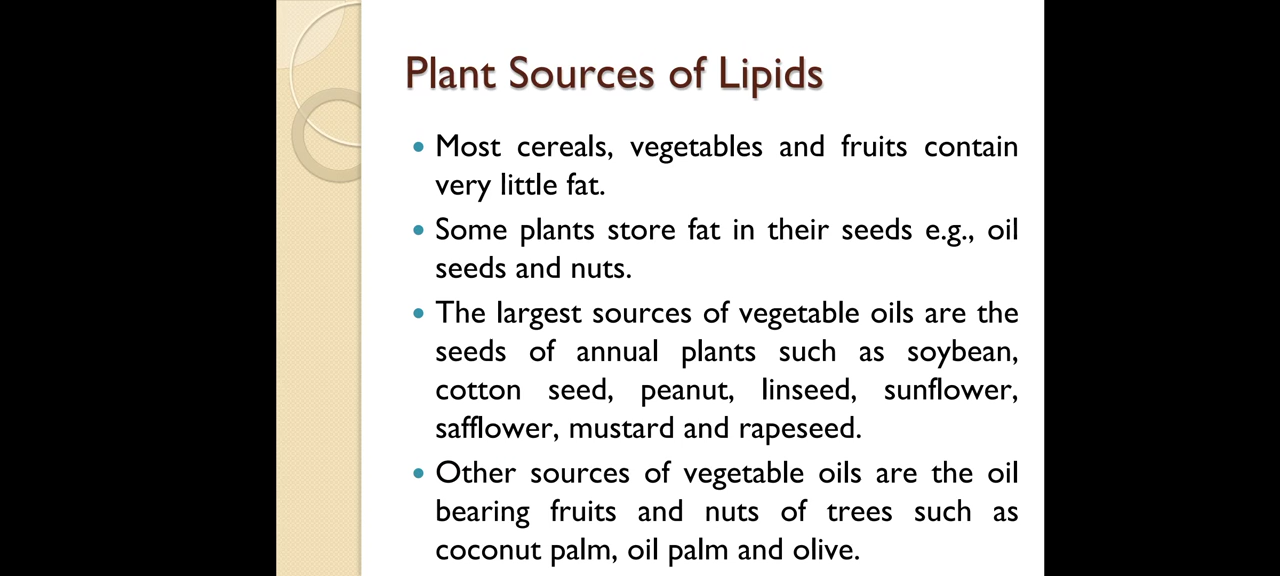 Plant Sources of Lipids
• Most cereals, vegetables and fruits contain
very little fat.
• Some plants store fat in their seeds e.g., oil
seeds and nuts.
• The largest sources of vegetable oils are the
seeds of annual plants such as soybean,
cotton seed, peanut, linseed, sunflower,
safflower, mustard and rapeseed.
• Other sources of vegetable oils are the oil
bearing fruits and nuts of trees such as
coconut palm, oil palm and olive.